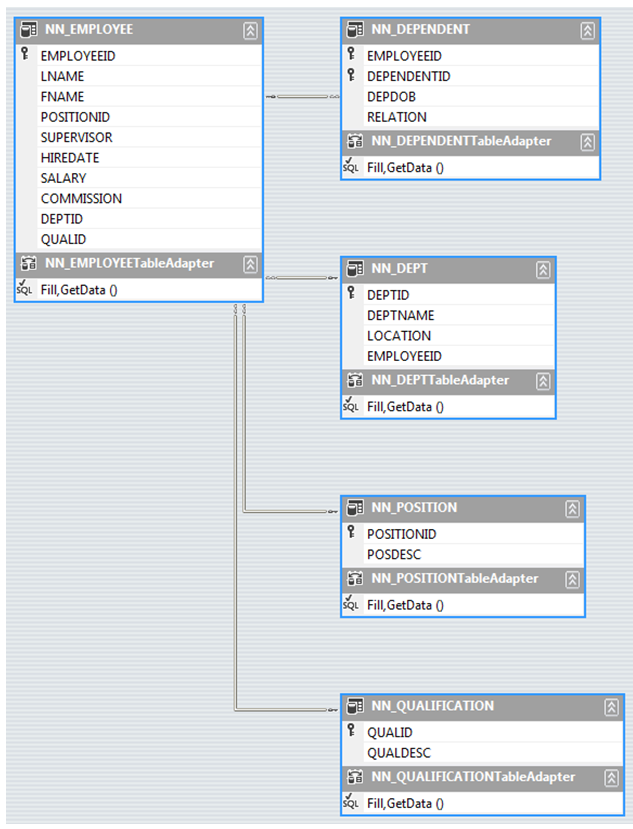 NN_EMPLOYEE
EMPLOYEEID
LNAME
FNAME
POSITIONID
SUPERVISOR
HIREDATE
SALARY
COMMISSION
DEPTID
QUALID
NN_EMPLOYEETableAdapter
SQL Fill,GetData ()
NN_DEPENDENT
EMPLOYEEID
DEPENDENTID
DEPDOB
RELATION
NN_DEPENDENTTableAdapter
SQL Fill,GetData ()
NN_DEPT
DEPTID
DEPTNAME
LOCATION
EMPLOYEEID
NN_DEPTTableAdapter
SQL Fill,GetData ()
NN_POSITION
POSITIONID
POSDESC
NN_POSITIONTableAdapter
SQL Fill,GetData ()
NN_QUALIFICATION
QUALID
QUALDESC
NN_QUALIFICATIONTableAdapter
SQL Fill,GetData ()